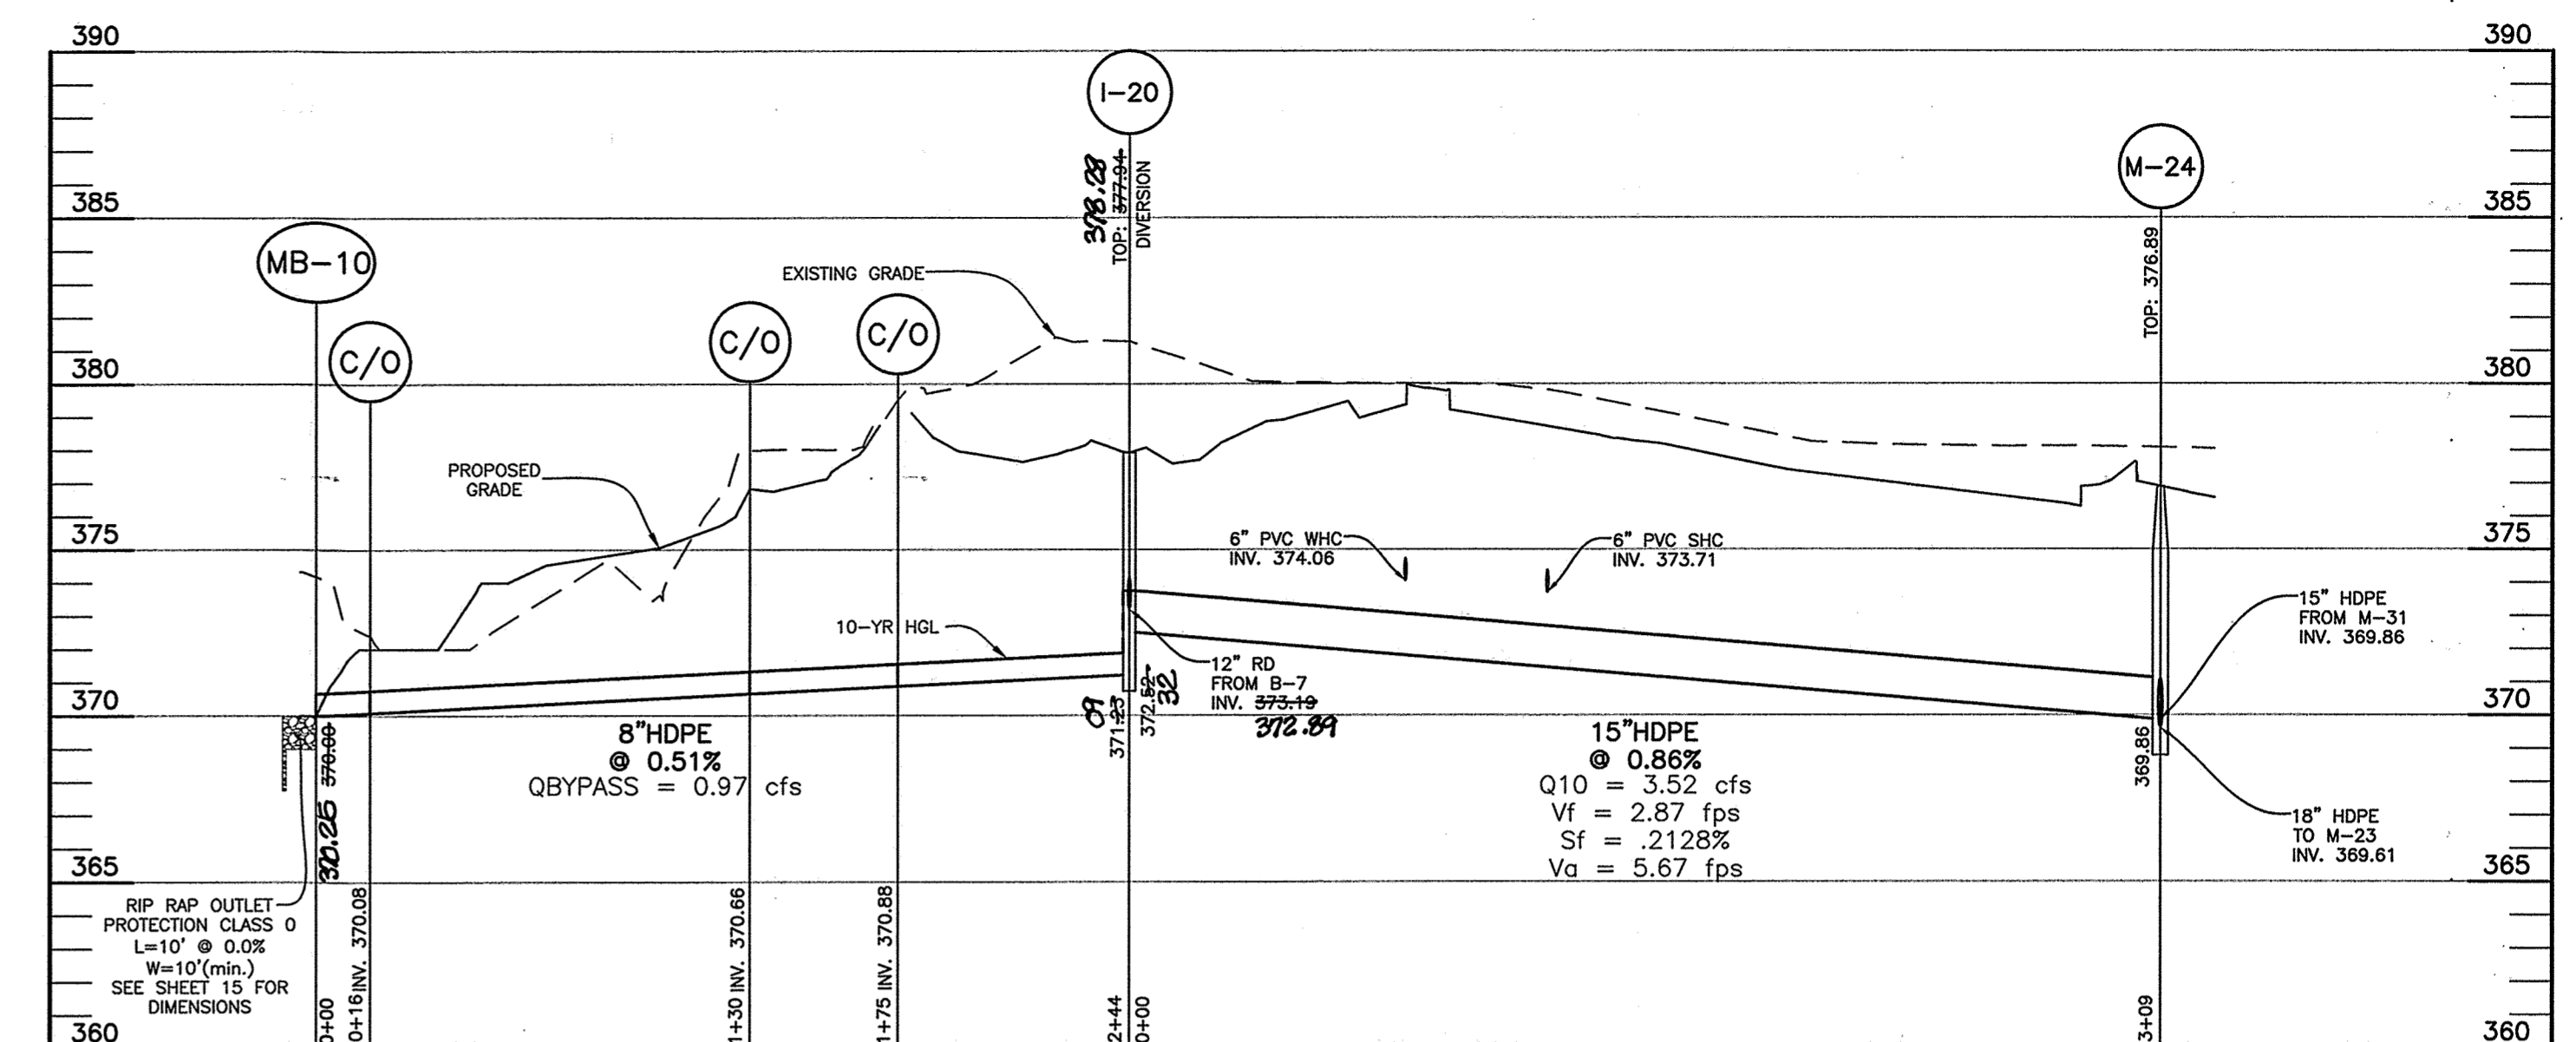 390
390
I-20
378.28
TOP: 377.94
DIVERSION
M-24
TOP: 376.89
385
385
MB-10
EXISTING GRADE
C/O
C/O
C/O
380
380
PROPOSED
GRADE
375
375
6" PVC WHC
INV. 374.06
6" PVC SHC
INV. 373.71
10-YR HGL
12" RD
FROM B-7
INV. 373.19
372.89
15" HDPE
FROM M-31
INV. 369.86
370
370
370.00
370.25
371.23
09
372.52
32
369.86
8"HDPE
@ 0.51%
QBYPASS = 0.97 cfs
15"HDPE
@ 0.86%
Q10 = 3.52 cfs
Vf = 2.87 fps
Sf = .2128%
Va = 5.67 fps
18" HDPE
TO M-23
INV. 369.61
365
365
RIP RAP OUTLET
PROTECTION CLASS 0
L=10' @ 0.0%
W=10'(min.)
SEE SHEET 15 FOR
DIMENSIONS
0+00
0+16 INV. 370.08
1+30 INV. 370.66
1+75 INV. 370.88
2+44
0+00
3+09
360
360